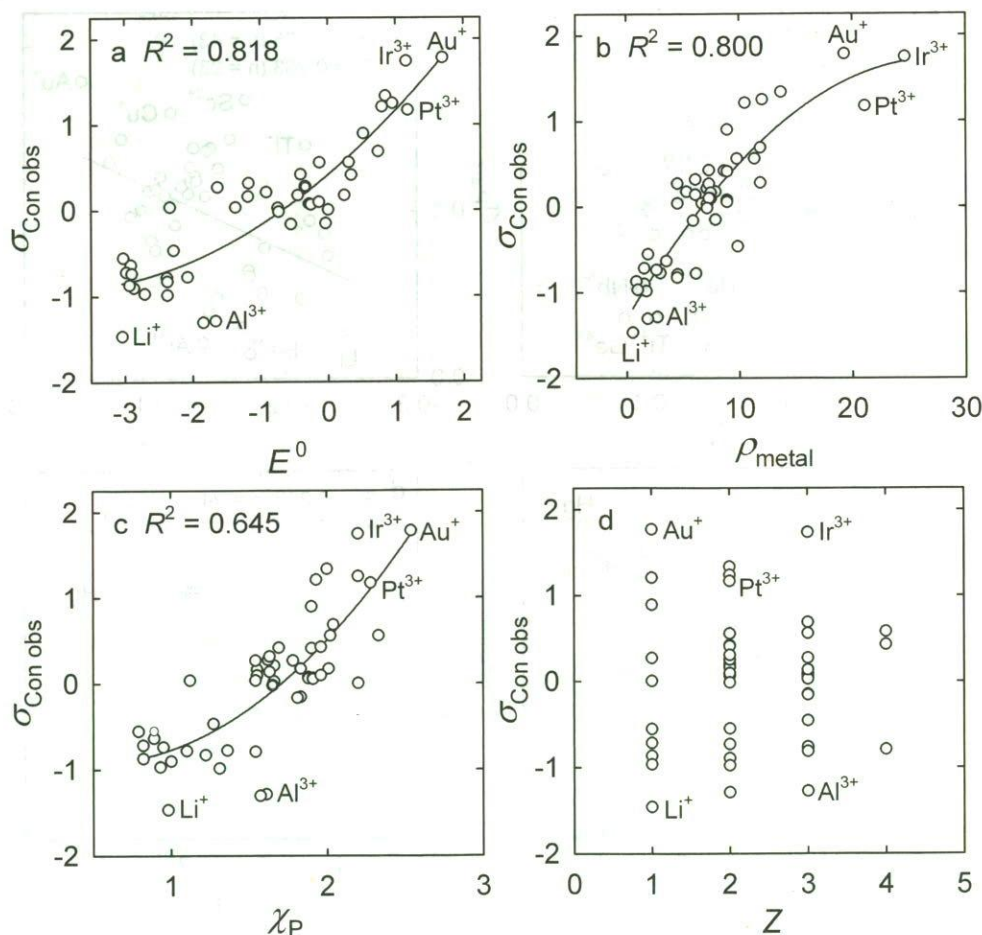 a R² = 0.818
Ir³⁺
Au⁺
Pt³⁺
Li⁺
Al³⁺
2
1
0
-1
-2
σCon obs
-3 -2 -1 0 1 2
E⁰
b R² = 0.800
Au⁺
Ir³⁺
Pt³⁺
Al³⁺
Li⁺
2
1
0
-1
-2
σCon obs
0 10 20 30
ρmetal
c R² = 0.645
Ir³⁺
Au⁺
Pt³⁺
Li⁺
Al³⁺
2
1
0
-1
-2
σCon obs
1 2 3
χP
d
Au⁺
Ir³⁺
Pt³⁺
Li⁺
Al³⁺
2
1
0
-1
-2
σCon obs
0 1 2 3 4 5
Z